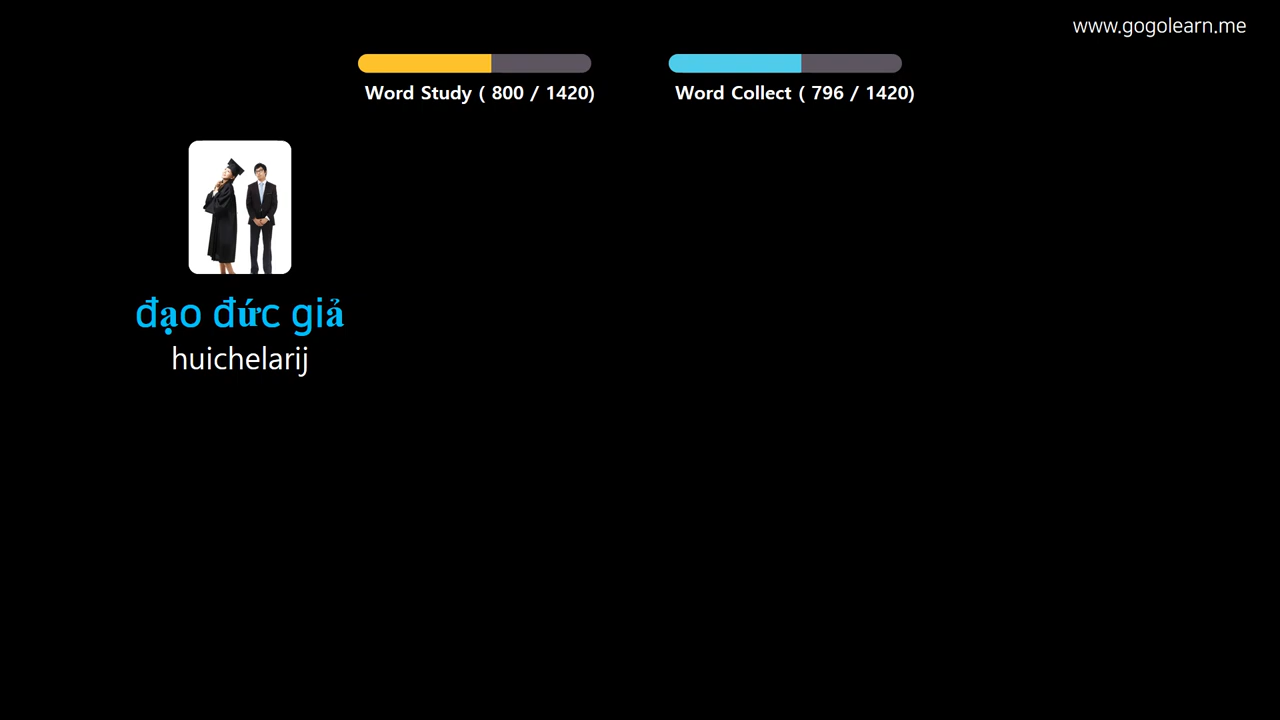 www.gogolearn.me
Word Study ( 800 / 1420)
Word Collect ( 796 / 1420)
đạo đức giả
huichelarij